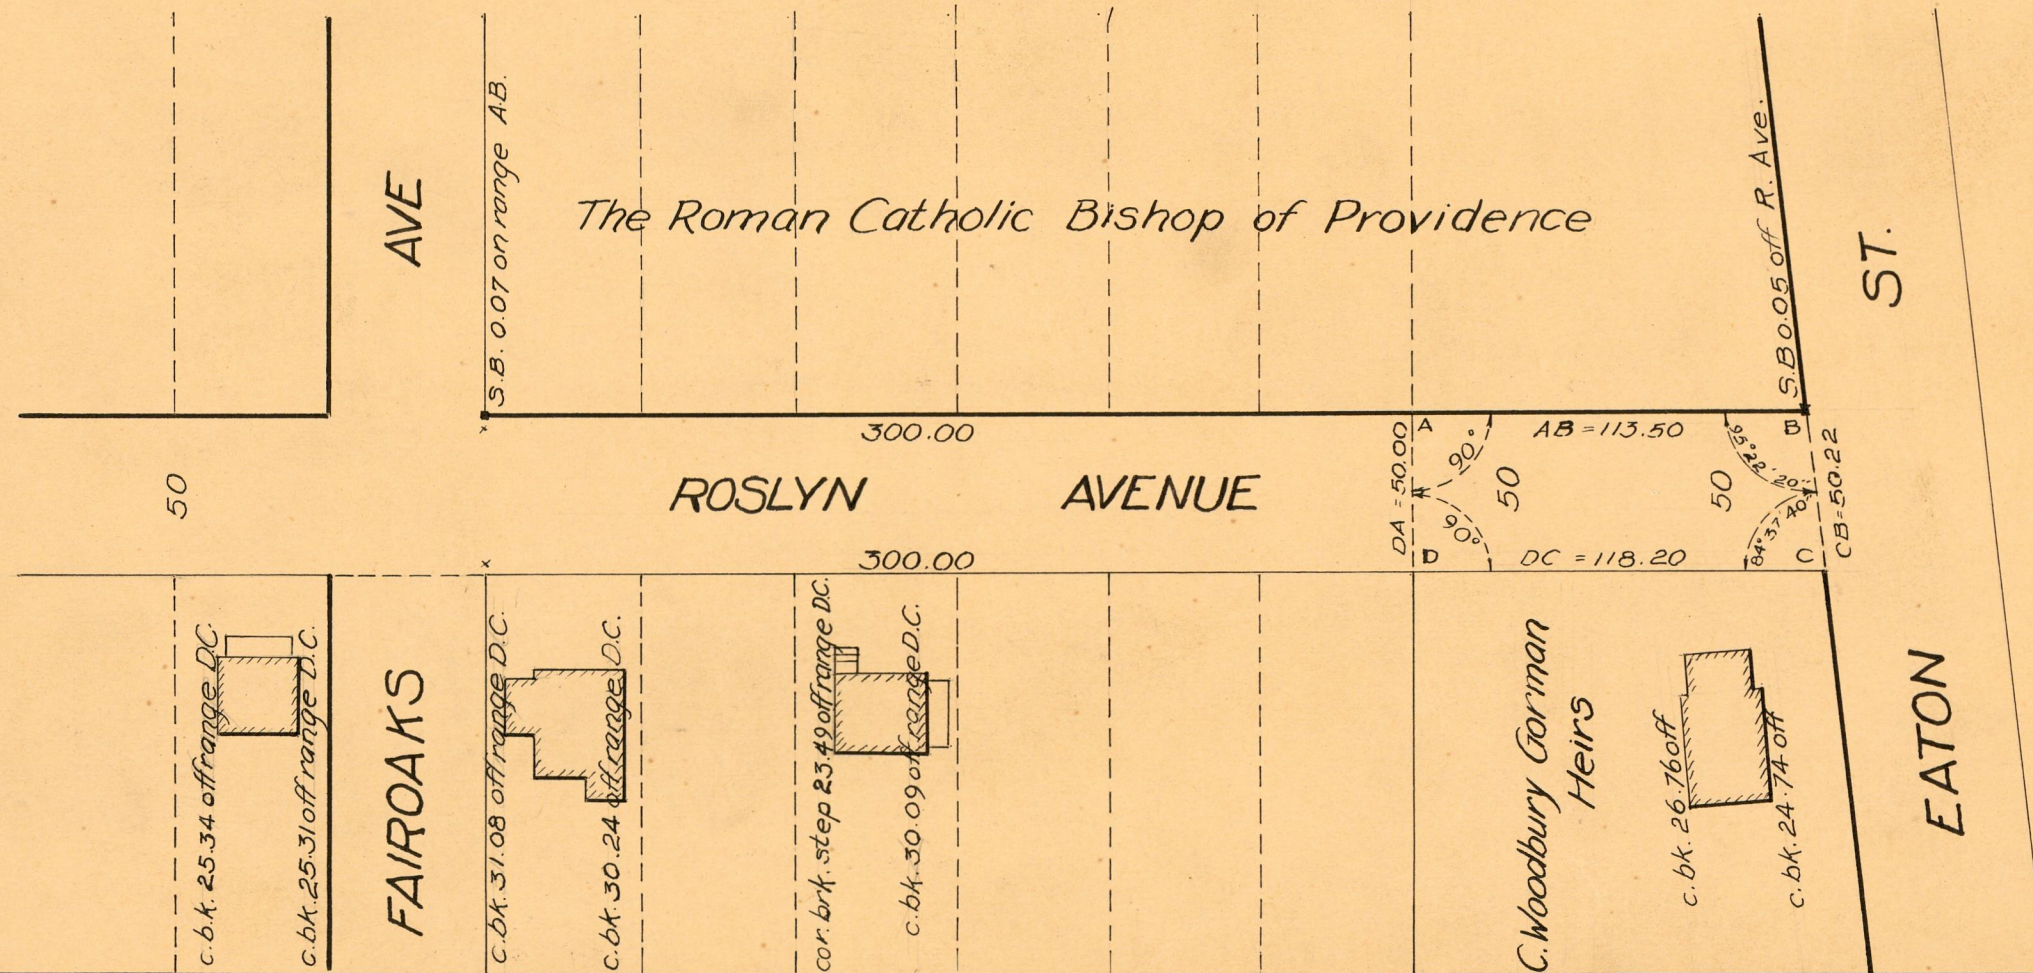 S.B. 0.07 on range A.B.
AVE
The Roman Catholic Bishop of Providence
S.B 0.05 off R. Ave.
ST.
300.00
A
AB = 113.50
B
90°
95° 22' 20"
50
ROSLYN AVENUE
DA = 50.00
50
50
CB = 50.22
90°
84° 37' 40"
300.00
D
DC = 118.20
C
c.b.k. 25.34 off range D.C.
c.bk. 25.31 off range D.C.
FAIROAKS
c.bk. 31.08 off range D.C.
c.bk. 30.24 off range D.C.
cor. brk. step 23.49 off range D.C.
c.bk. 30.09 off range D.C.
C. Woodbury Gorman
Heirs
c.bk. 26.76 off
c.bk. 24.74 off
EATON